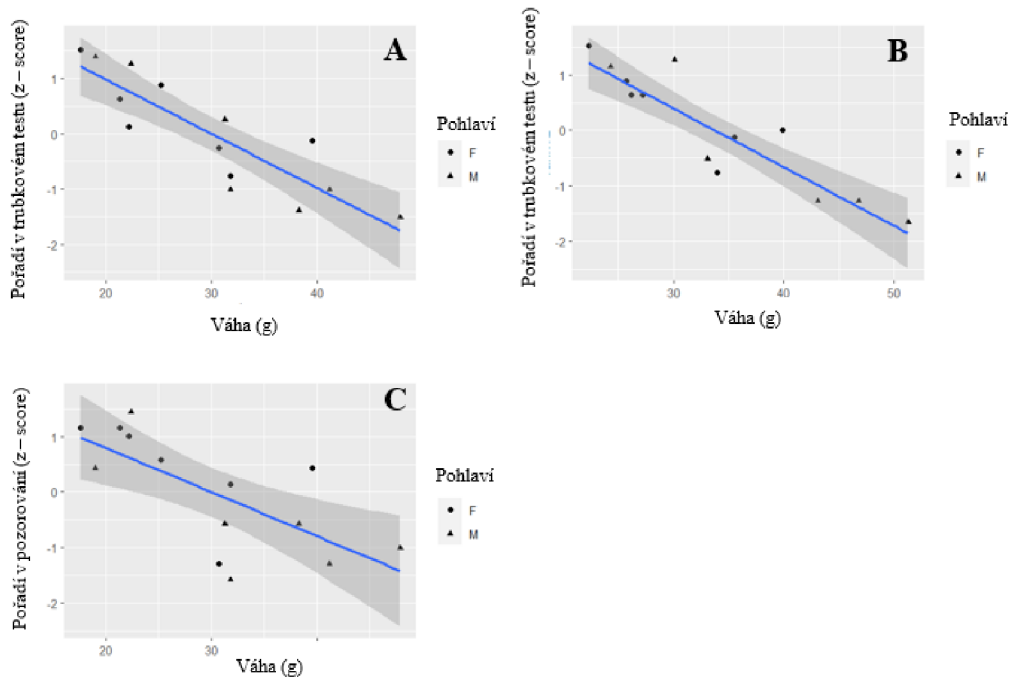 A
Pořadí v trubkovém testu (z – score)
1
0
-1
-2
20
30
40
Váha (g)
Pohlaví
F
M
B
Pořadí v trubkovém testu (z – score)
1
0
-1
-2
30
40
50
Váha (g)
Pohlaví
F
M
C
Pořadí v pozorování (z – score)
1
0
-1
-2
20
30
Váha (g)
Pohlaví
F
M